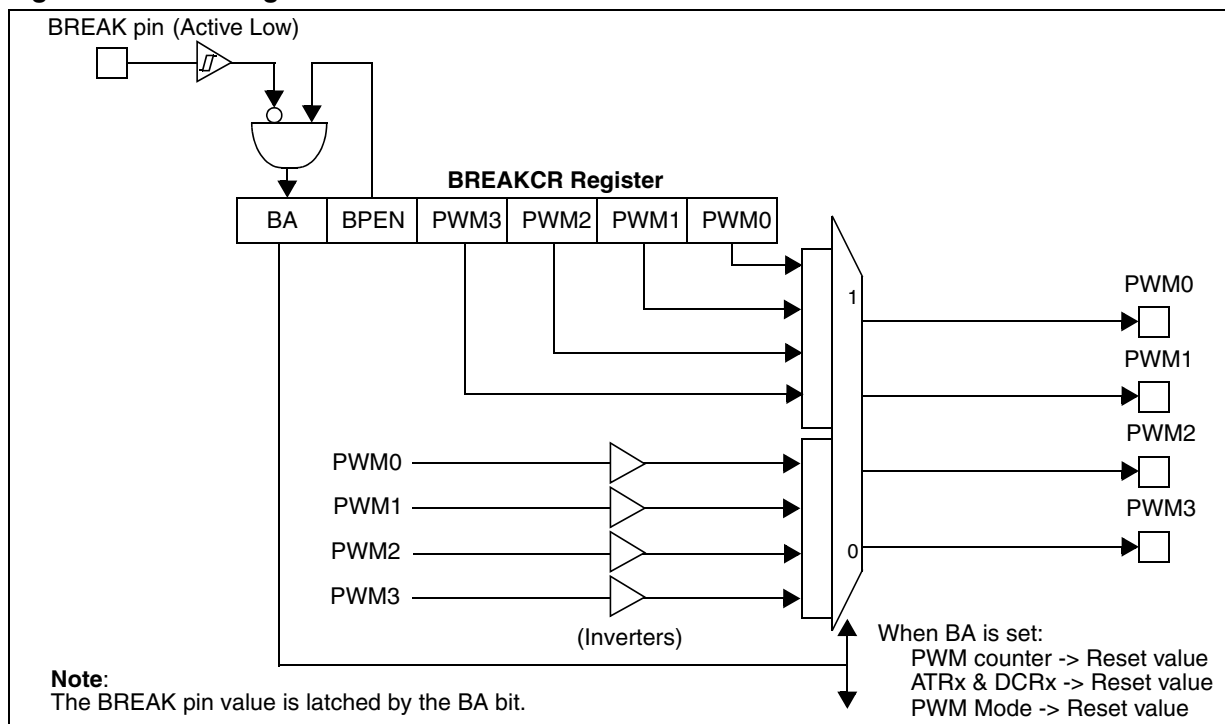 BREAK pin (Active Low)
BREAKCR Register
BA BPEN PWM3 PWM2 PWM1 PWM0
1
PWM0
PWM1
PWM2
PWM3
PWM0
PWM1
PWM2
PWM3
0
(Inverters)
When BA is set:
PWM counter -> Reset value
ATRx & DCRx -> Reset value
PWM Mode -> Reset value
Note:
The BREAK pin value is latched by the BA bit.